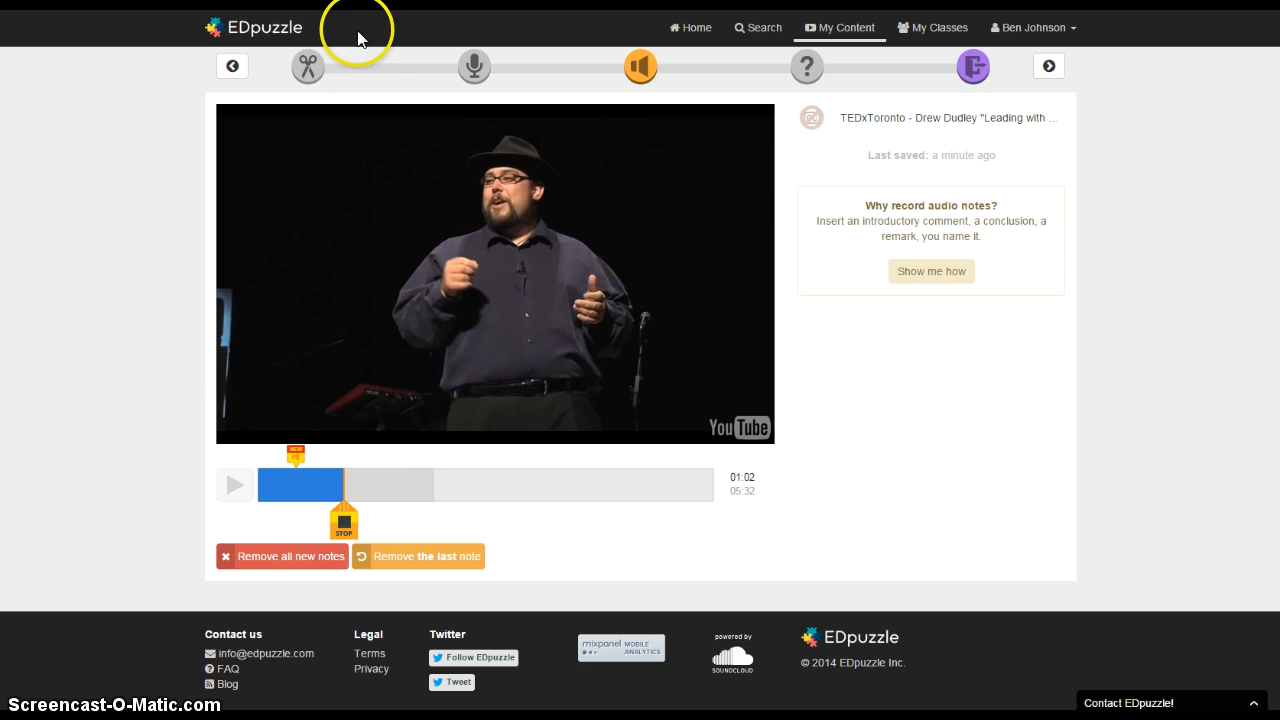 EDpuzzle
Home
Search
My Content
My Classes
Ben Johnson
TEDxToronto - Drew Dudley "Leading with ...
Last saved: a minute ago
Why record audio notes?
Insert an introductory comment, a conclusion, a
remark, you name it.
Show me how
YouTube
NEW
01:02
05:32
STOP
Remove all new notes
Remove the last note
Contact us
info@edpuzzle.com
FAQ
Blog
Legal
Terms
Privacy
Twitter
Follow EDpuzzle
Tweet
mixpanel MOBILE
ANALYTICS
powered by
SOUNDCLOUD
EDpuzzle
© 2014 EDpuzzle Inc.
Contact EDpuzzle!
Screencast-O-Matic.com